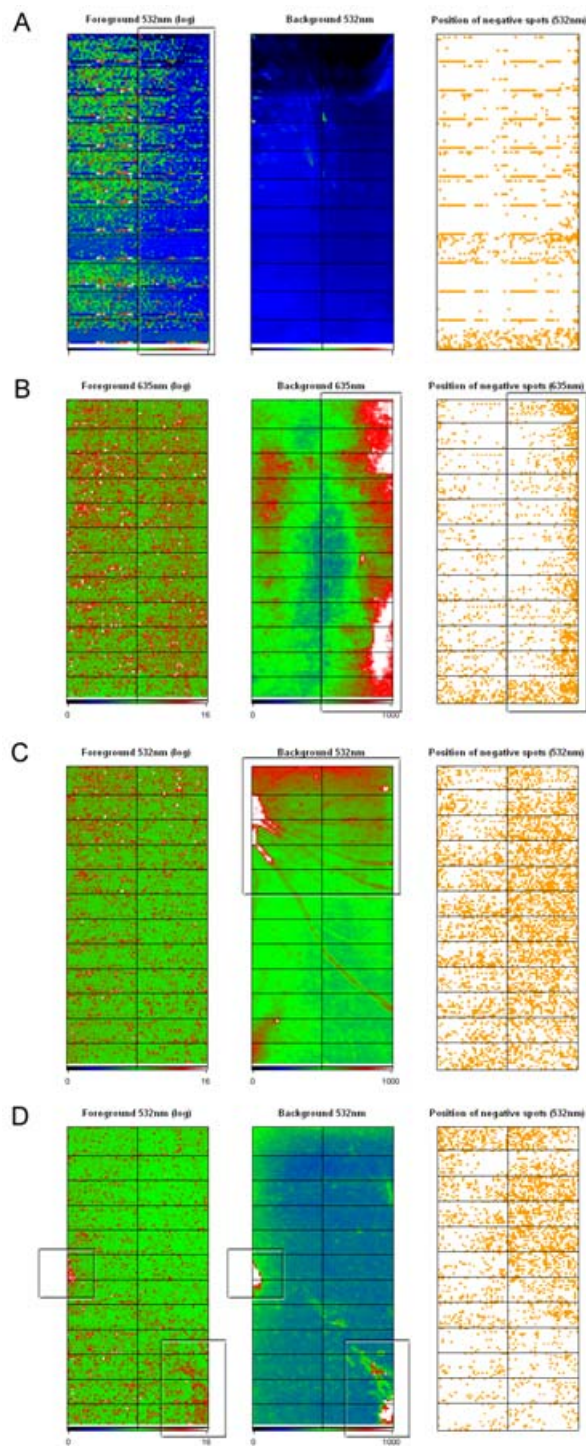 A
Foreground 532nm (log)
Background 532nm
Position of negative spots (532nm)
B
Foreground 635nm (log)
Background 635nm
Position of negative spots (635nm)
0
16
0
1000
C
Foreground 532nm (log)
Background 532nm
Position of negative spots (532nm)
0
16
0
1000
D
Foreground 532nm (log)
Background 532nm
Position of negative spots (532nm)
0
16
0
1000